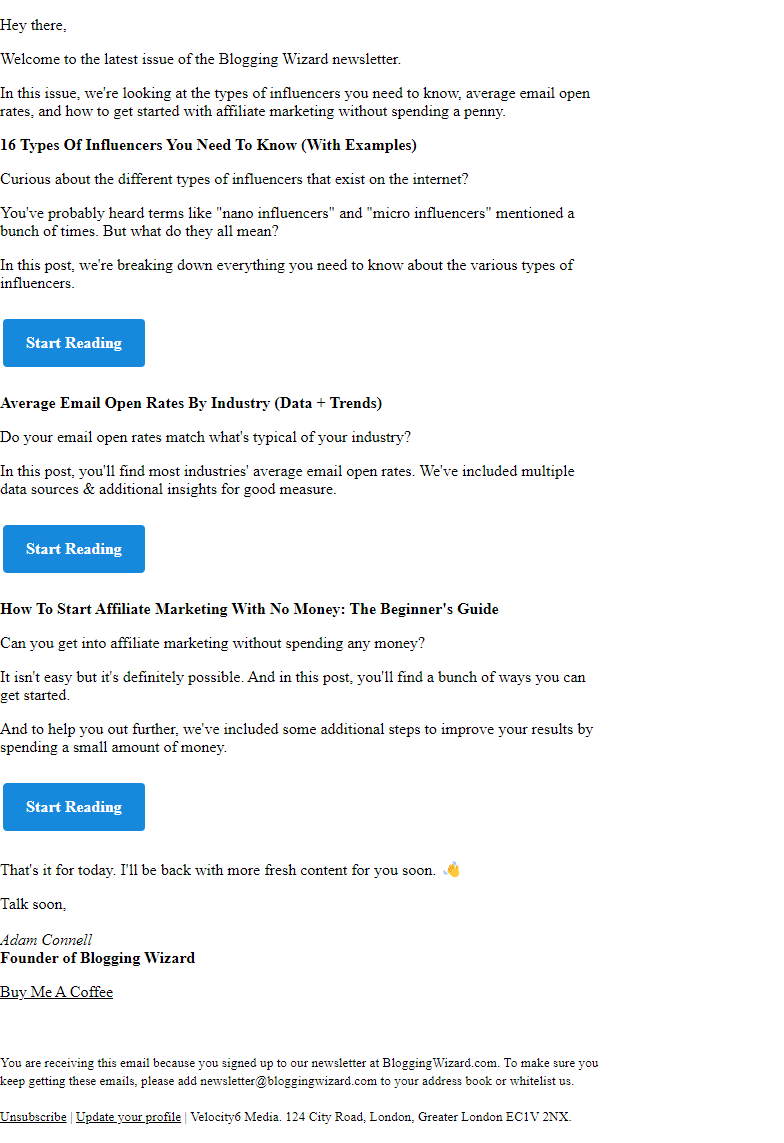 Hey there,
Welcome to the latest issue of the Blogging Wizard newsletter.
In this issue, we're looking at the types of influencers you need to know, average email open
rates, and how to get started with affiliate marketing without spending a penny.
16 Types Of Influencers You Need To Know (With Examples)
Curious about the different types of influencers that exist on the internet?
You've probably heard terms like "nano influencers" and "micro influencers" mentioned a
bunch of times. But what do they all mean?
In this post, we're breaking down everything you need to know about the various types of
influencers.
Start Reading
Average Email Open Rates By Industry (Data + Trends)
Do your email open rates match what's typical of your industry?
In this post, you'll find most industries' average email open rates. We've included multiple
data sources & additional insights for good measure.
Start Reading
How To Start Affiliate Marketing With No Money: The Beginner's Guide
Can you get into affiliate marketing without spending any money?
It isn't easy but it's definitely possible. And in this post, you'll find a bunch of ways you can
get started.
And to help you out further, we've included some additional steps to improve your results by
spending a small amount of money.
Start Reading
That's it for today. I'll be back with more fresh content for you soon. 👋
Talk soon,
Adam Connell
Founder of Blogging Wizard
Buy Me A Coffee
You are receiving this email because you signed up to our newsletter at BloggingWizard.com. To make sure you
keep getting these emails, please add newsletter@bloggingwizard.com to your address book or whitelist us.
Unsubscribe | Update your profile | Velocity6 Media. 124 City Road, London, Greater London EC1V 2NX.